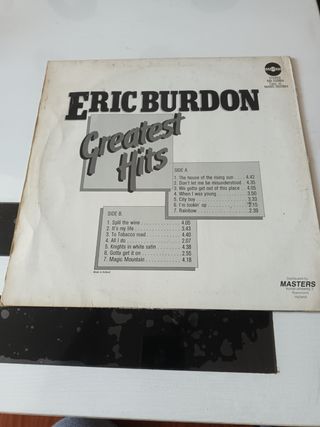 ERIC BURDON
Greatest
Hits
SIDE A
1. The house of the rising sun . . . 4.42
2. Don't let me be misunderstood . 4.35
3. We gotta get out of this place . . . 4.05
4. When I was young . . . 3.56
5. City boy . . . 3.33
6. I'm lookin' up . . . 2.15
7. Rainbow . . . 2.39
SIDE B
1. Spill the wine . . . 4.05
2. It's my life . . . 3.43
3. To Tobacco road . . . 4.40
4. All I do . . . 2.07
5. Knights in white satin . . . 4.38
6. Gotta get it on . . . 2.55
7. Magic Mountain . . . 4.18
Made in Holland
Distributed by
MASTERS
Holland